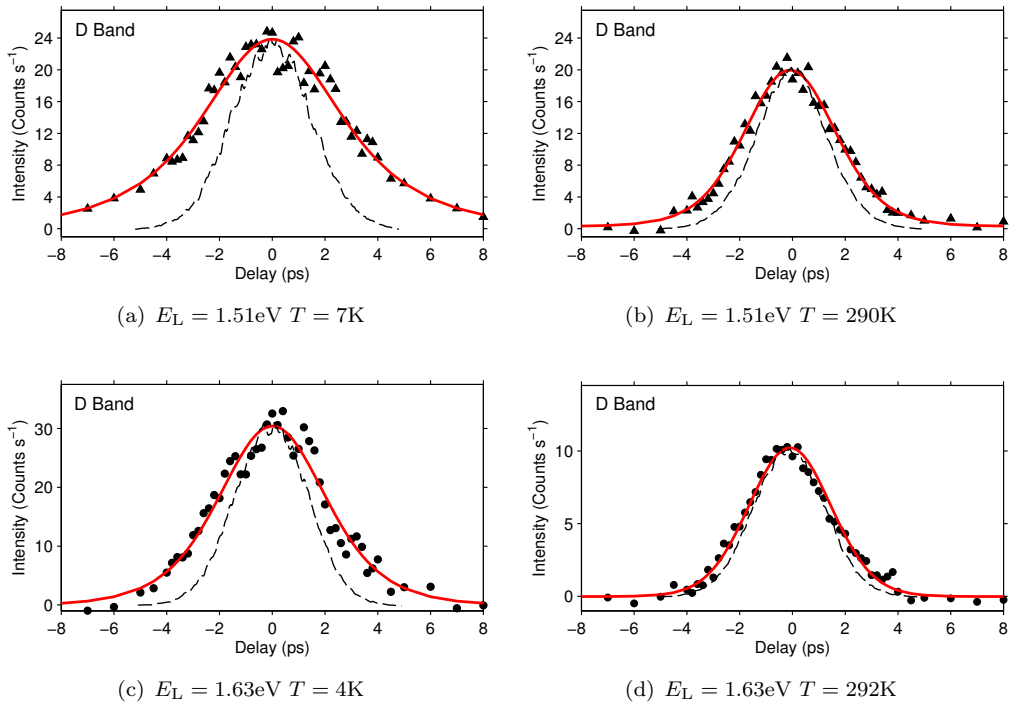 D Band
Intensity (Counts s⁻¹)
24
20
16
12
8
4
0
−8 −6 −4 −2 0 2 4 6 8
Delay (ps)
(a) E_L = 1.51eV T = 7K
D Band
Intensity (Counts s⁻¹)
24
20
16
12
8
4
0
−8 −6 −4 −2 0 2 4 6 8
Delay (ps)
(b) E_L = 1.51eV T = 290K
D Band
Intensity (Counts s⁻¹)
30
20
10
0
−8 −6 −4 −2 0 2 4 6 8
Delay (ps)
(c) E_L = 1.63eV T = 4K
D Band
Intensity (Counts s⁻¹)
10
5
0
−8 −6 −4 −2 0 2 4 6 8
Delay (ps)
(d) E_L = 1.63eV T = 292K